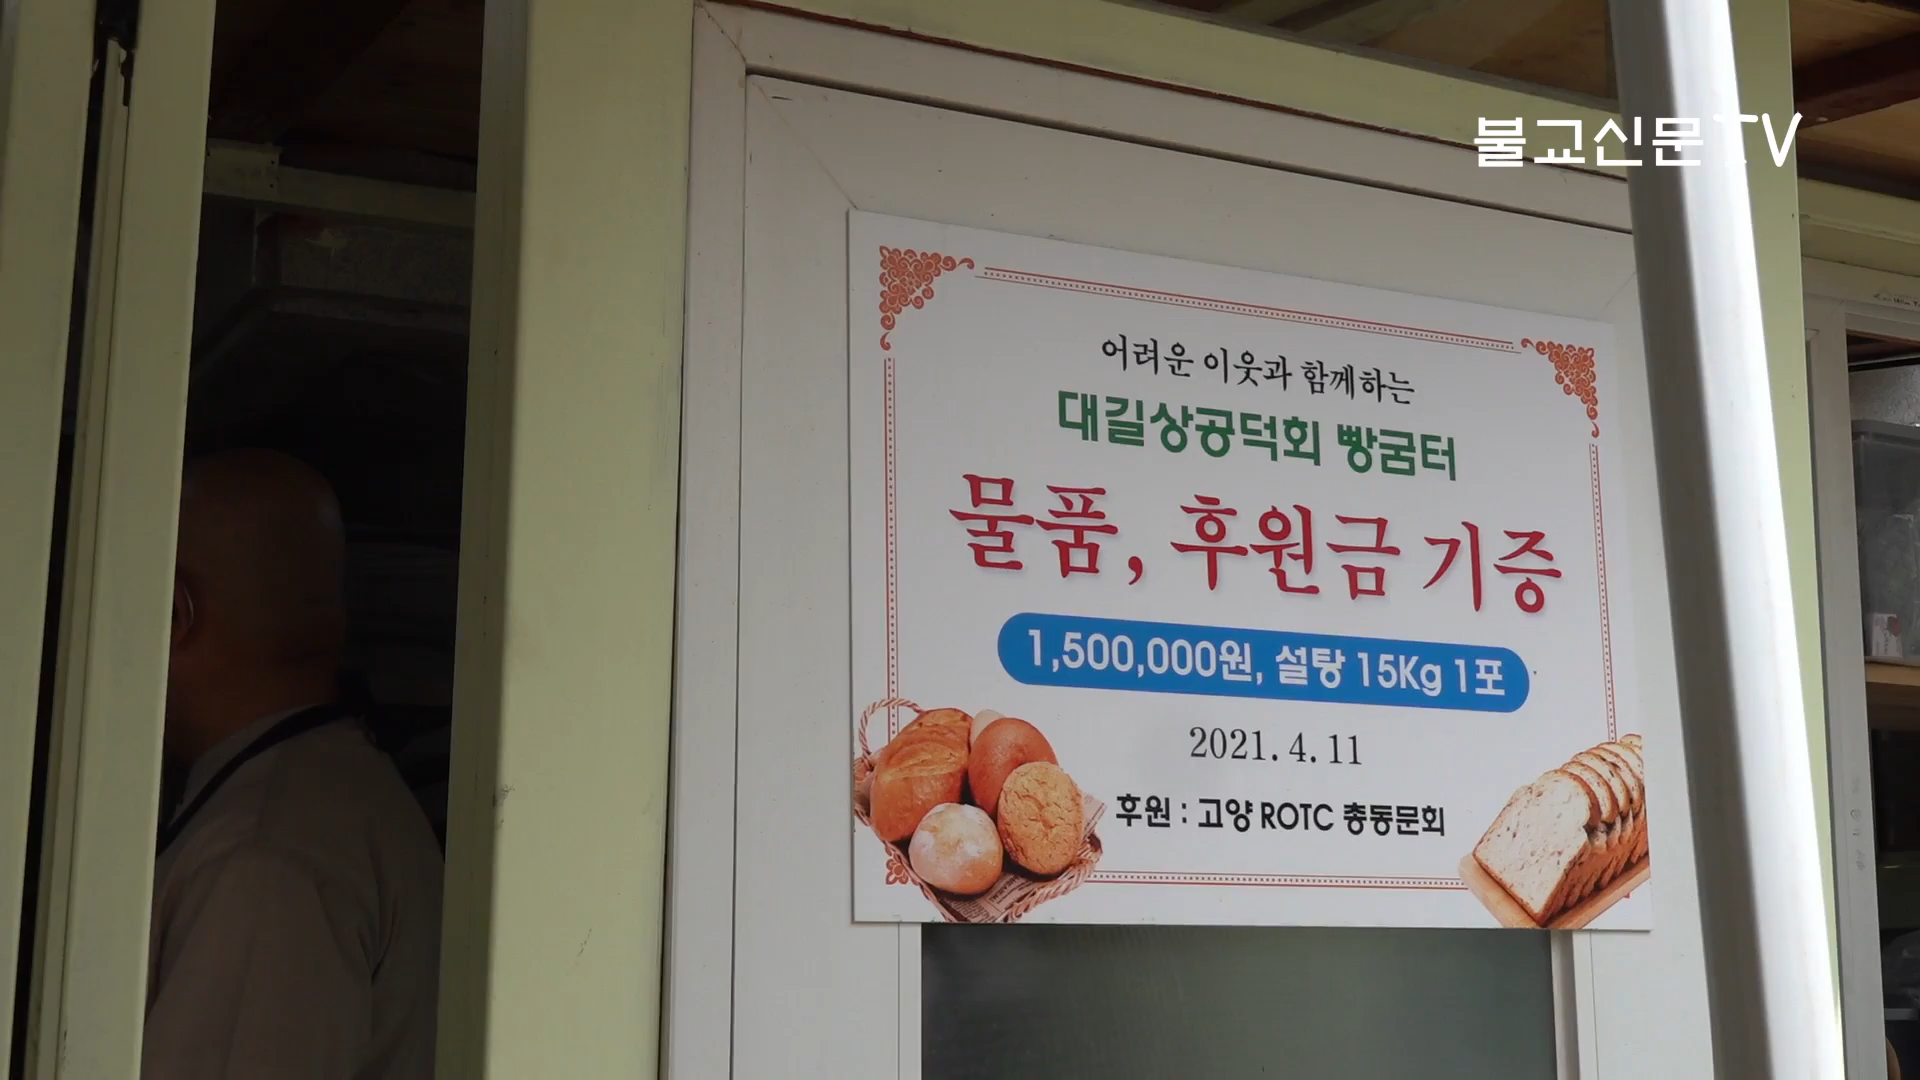 불교신문TV
어려운 이웃과 함께하는
대길상공덕회 빵굼터
물품, 후원금 기증
1,500,000원, 설탕 15Kg 1포
2021. 4. 11
후원 : 고양 ROTC 총동문회